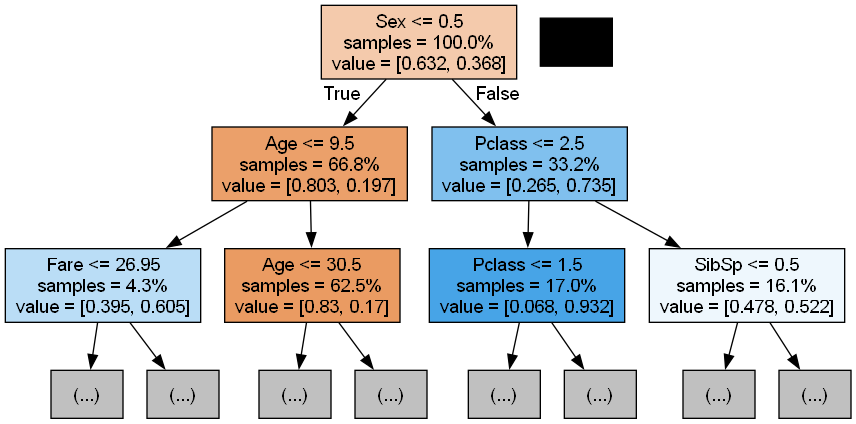 Sex <= 0.5
samples = 100.0%
value = [0.632, 0.368]
True
False
Age <= 9.5
samples = 66.8%
value = [0.803, 0.197]
Pclass <= 2.5
samples = 33.2%
value = [0.265, 0.735]
Fare <= 26.95
samples = 4.3%
value = [0.395, 0.605]
Age <= 30.5
samples = 62.5%
value = [0.83, 0.17]
Pclass <= 1.5
samples = 17.0%
value = [0.068, 0.932]
SibSp <= 0.5
samples = 16.1%
value = [0.478, 0.522]
(...)
(...)
(...)
(...)
(...)
(...)
(...)
(...)